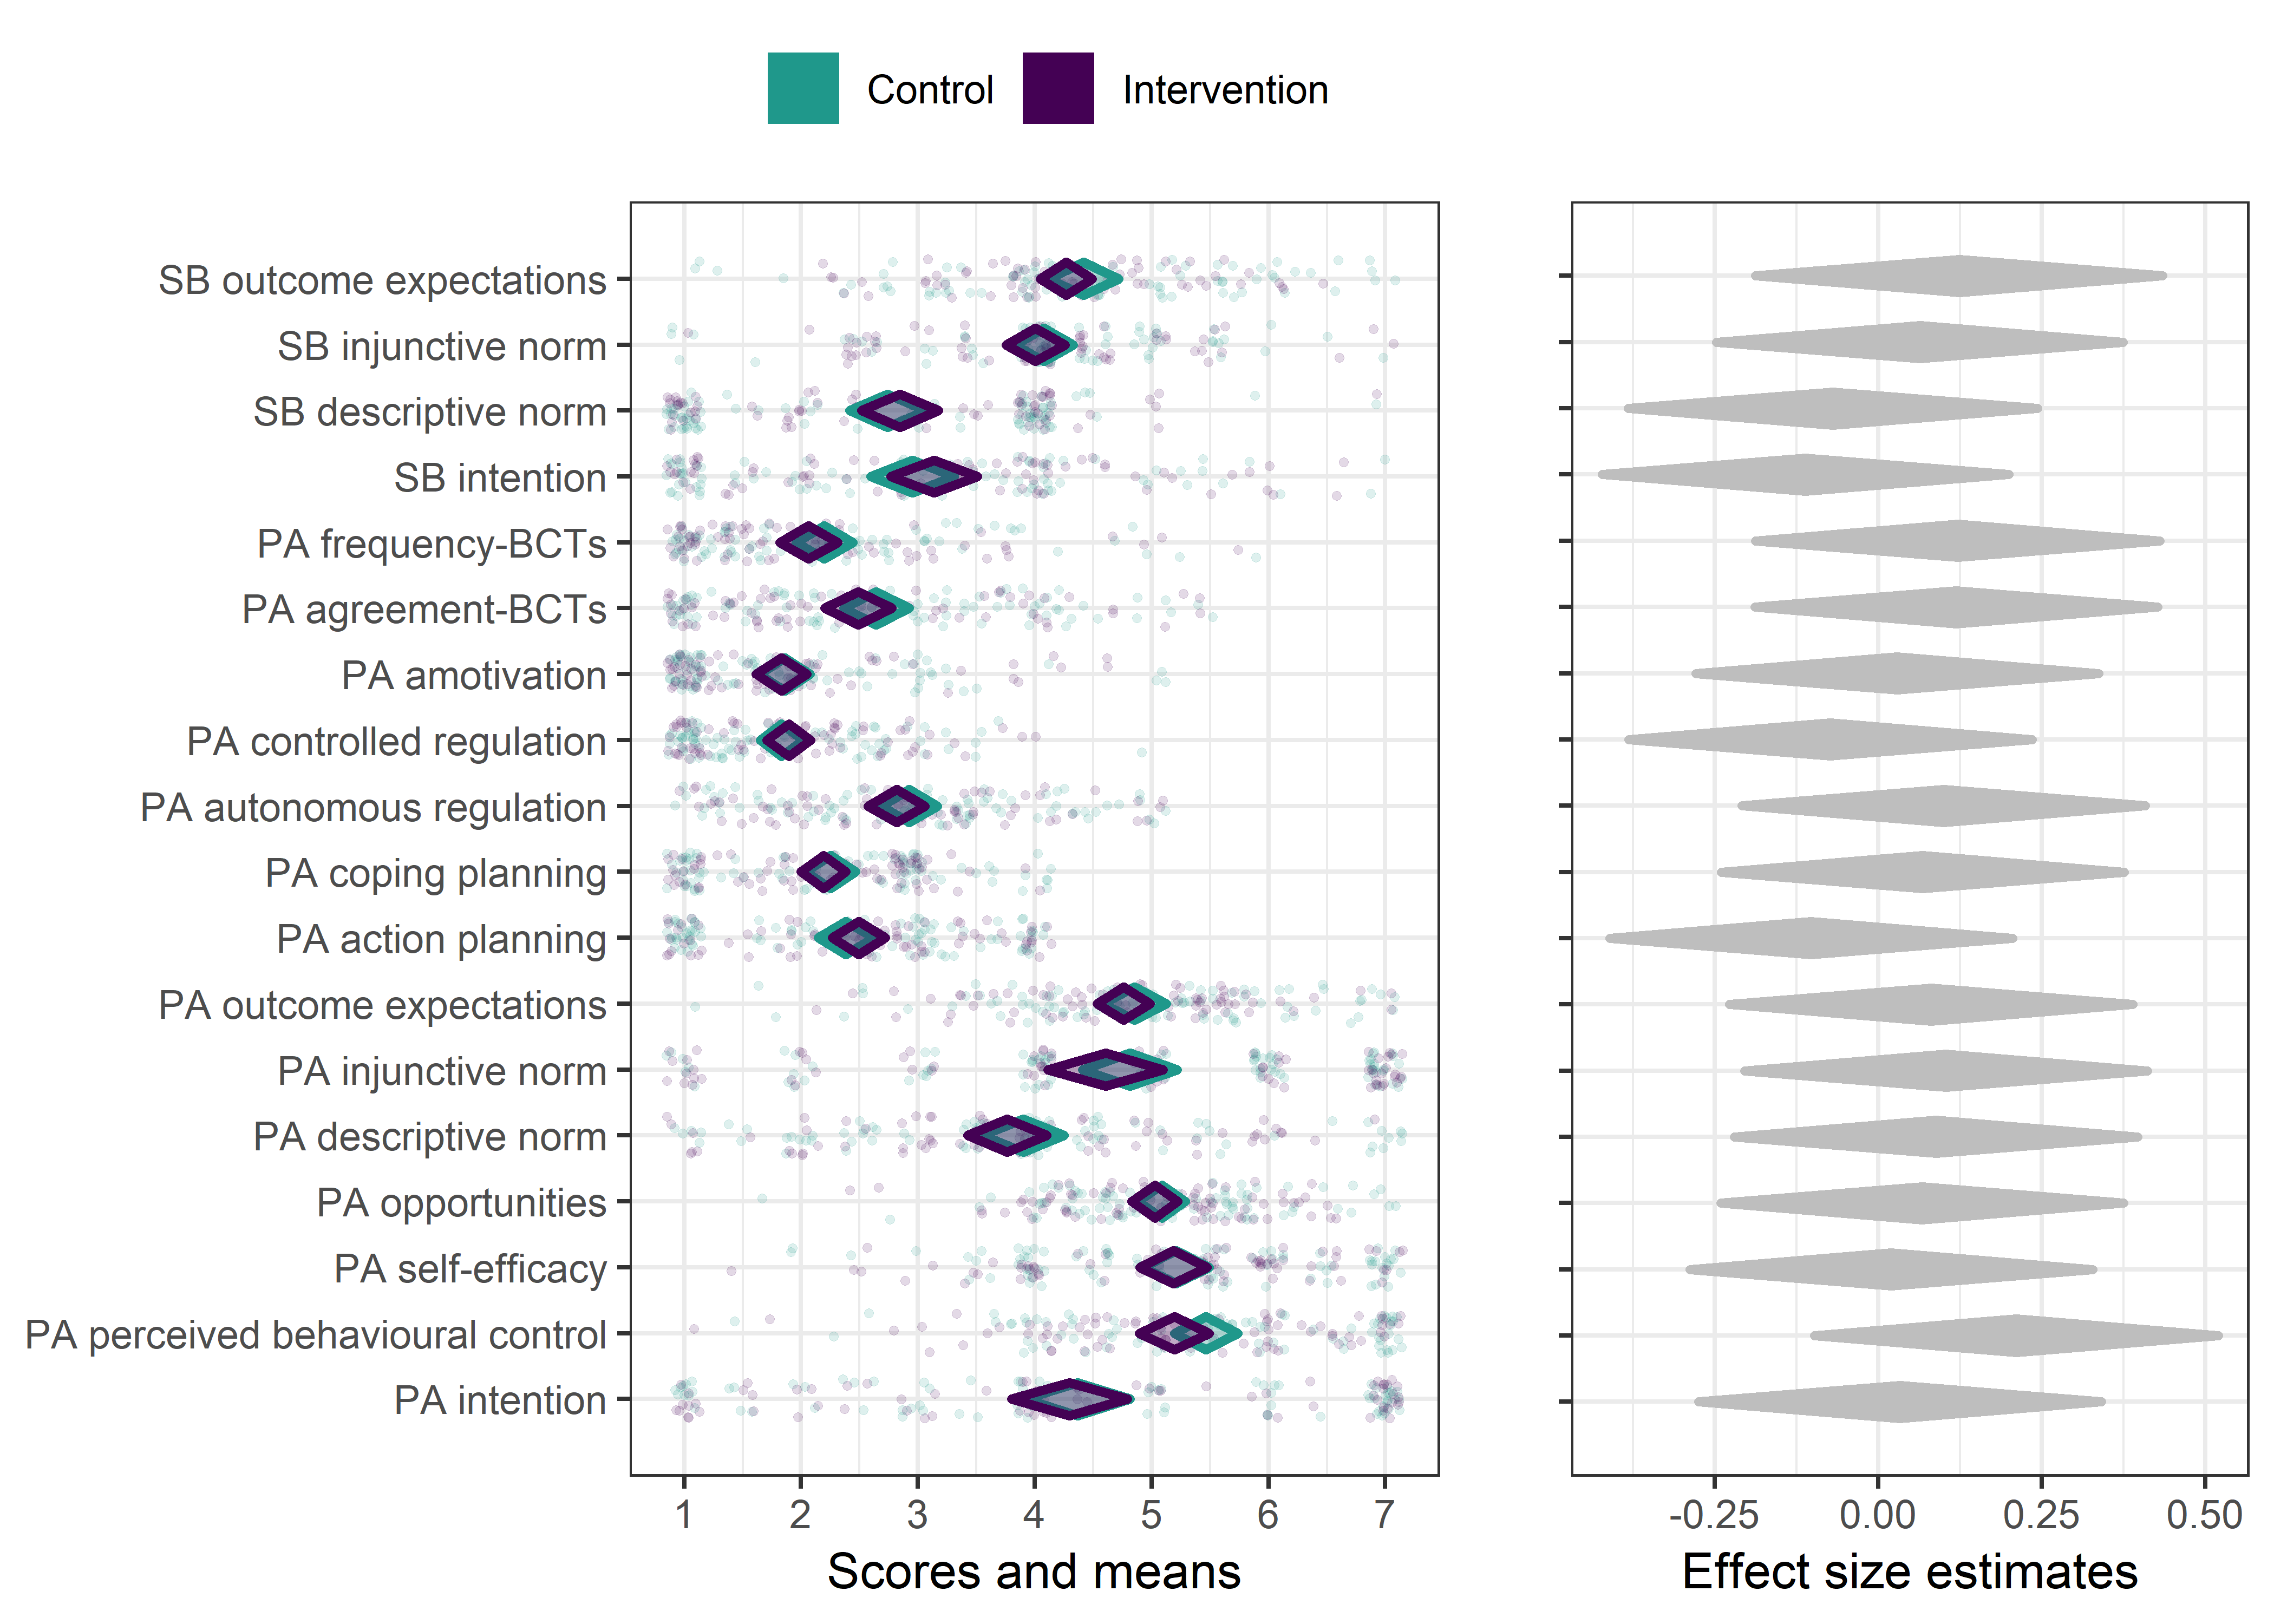 Control Intervention
SB outcome expectations
SB injunctive norm
SB descriptive norm
SB intention
PA frequency-BCTs
PA agreement-BCTs
PA amotivation
PA controlled regulation
PA autonomous regulation
PA coping planning
PA action planning
PA outcome expectations
PA injunctive norm
PA descriptive norm
PA opportunities
PA self-efficacy
PA perceived behavioural control
PA intention
1 2 3 4 5 6 7
Scores and means
-0.25 0.00 0.25 0.50
Effect size estimates